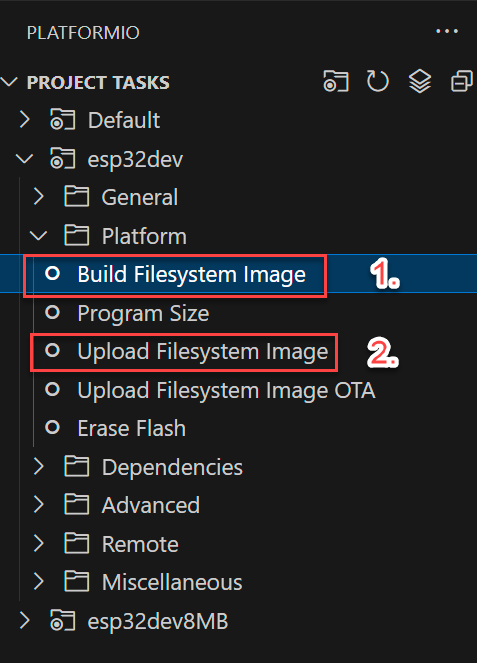 PLATFORMIO
PROJECT TASKS
Default
esp32dev
General
Platform
Build Filesystem Image 1.
Program Size
Upload Filesystem Image 2.
Upload Filesystem Image OTA
Erase Flash
Dependencies
Advanced
Remote
Miscellaneous
esp32dev8MB